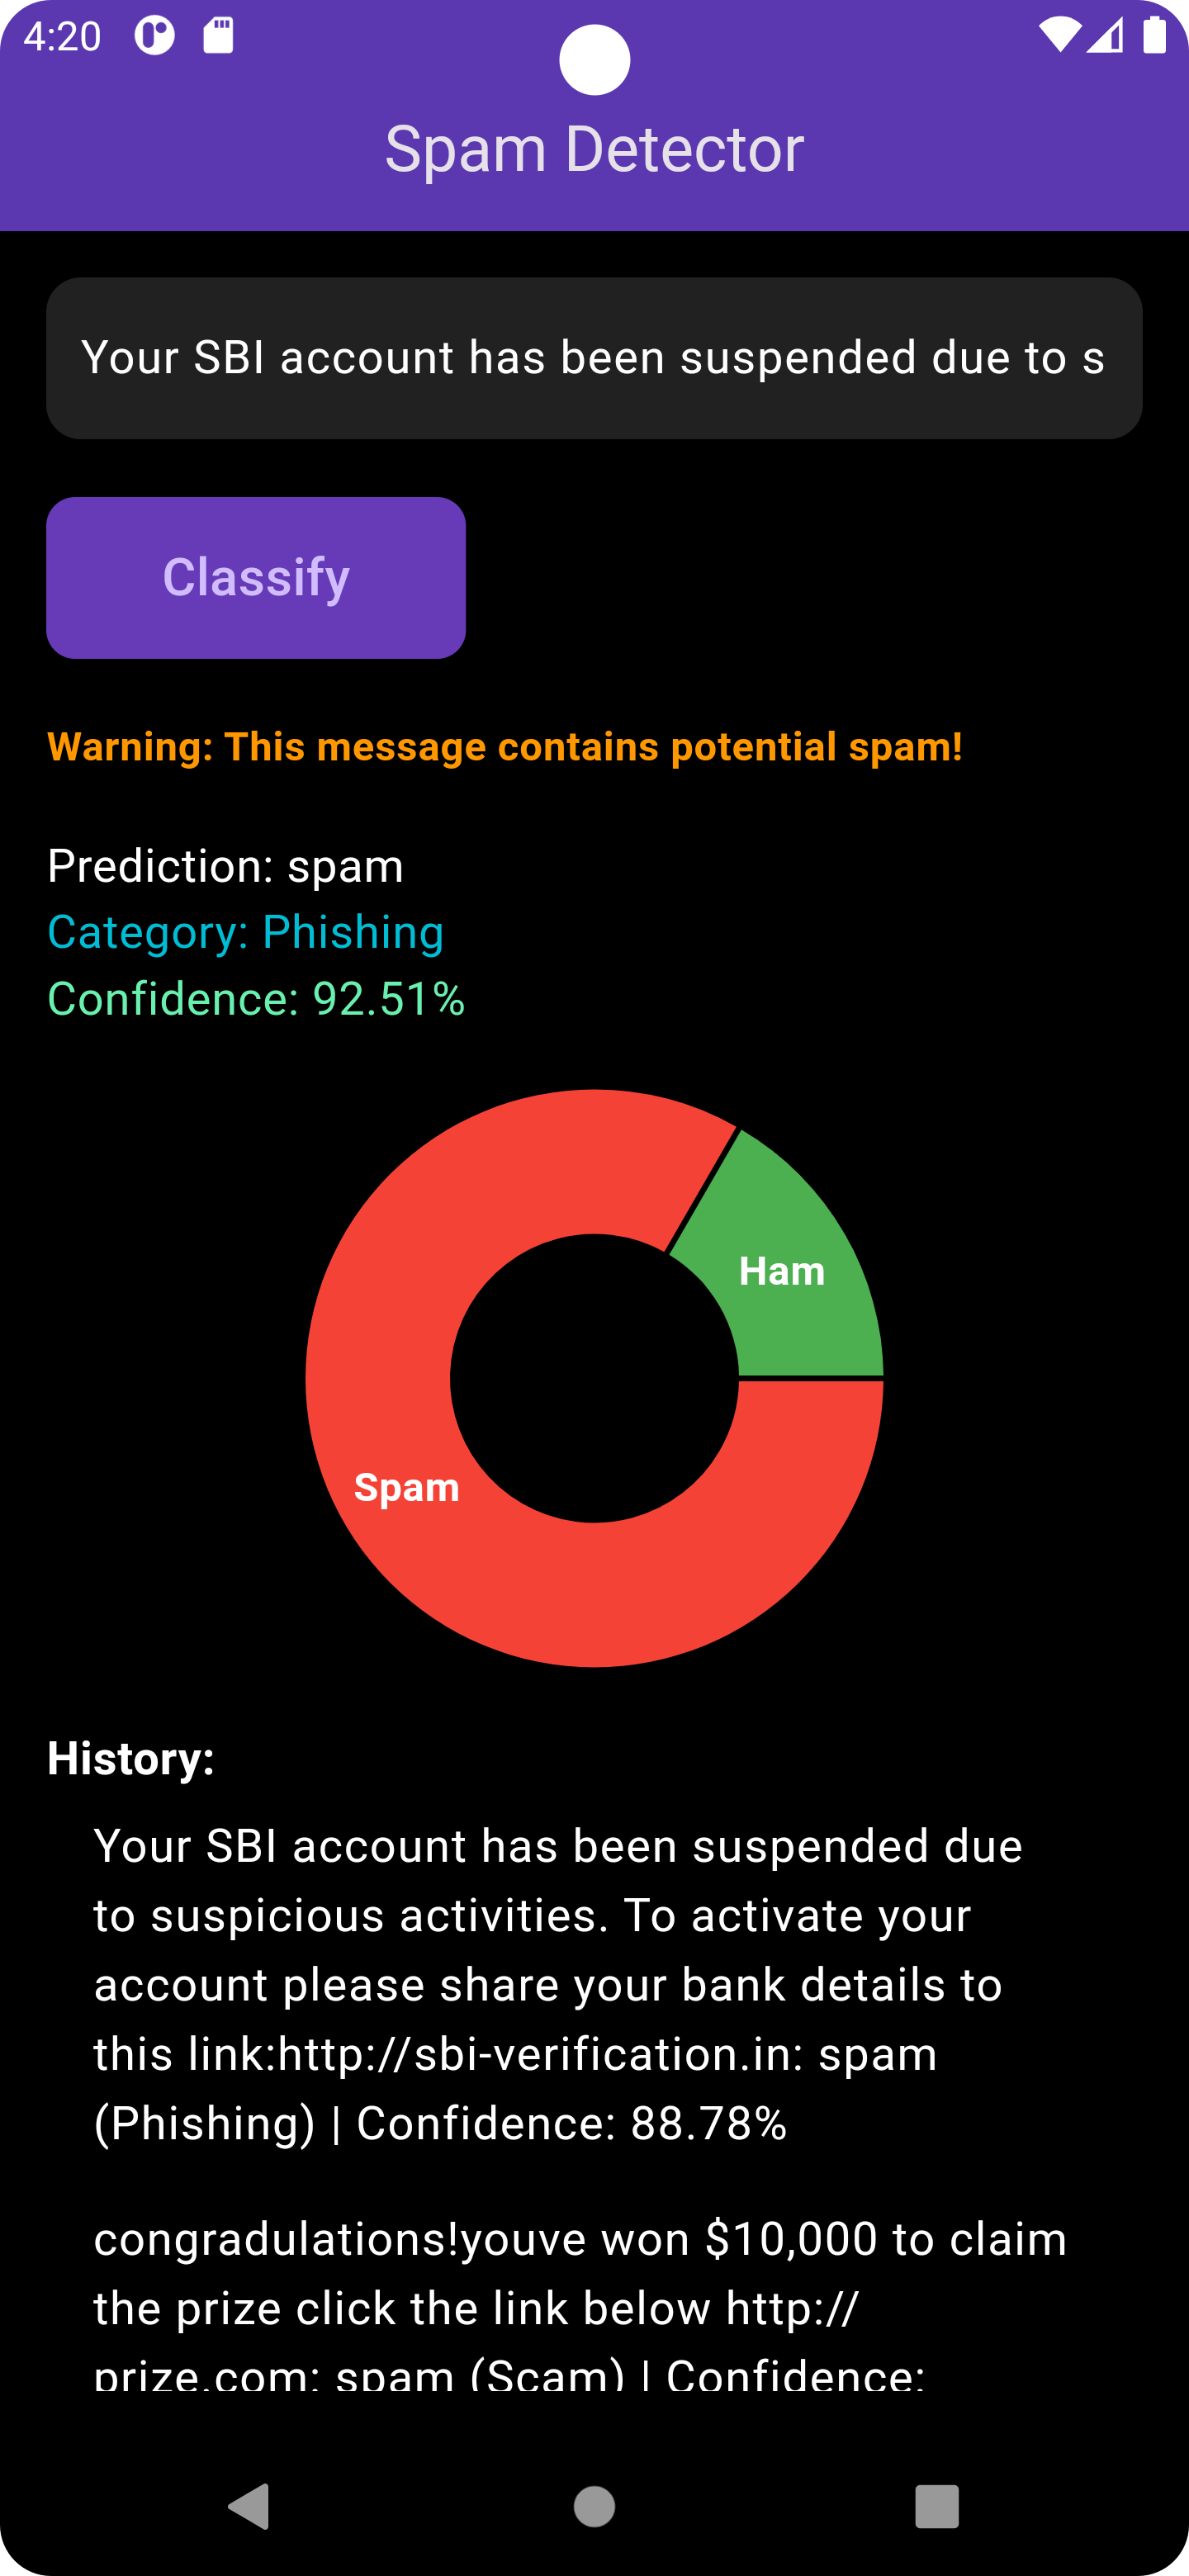 4:20
Spam Detector
Your SBI account has been suspended due to s
Classify
Warning: This message contains potential spam!
Prediction: spam
Category: Phishing
Confidence: 92.51%
Ham
Spam
History:
Your SBI account has been suspended due
to suspicious activities. To activate your
account please share your bank details to
this link:http://sbi-verification.in: spam
(Phishing) | Confidence: 88.78%
congradulations!youve won $10,000 to claim
the prize click the link below http://
prize.com: spam (Scam) | Confidence: